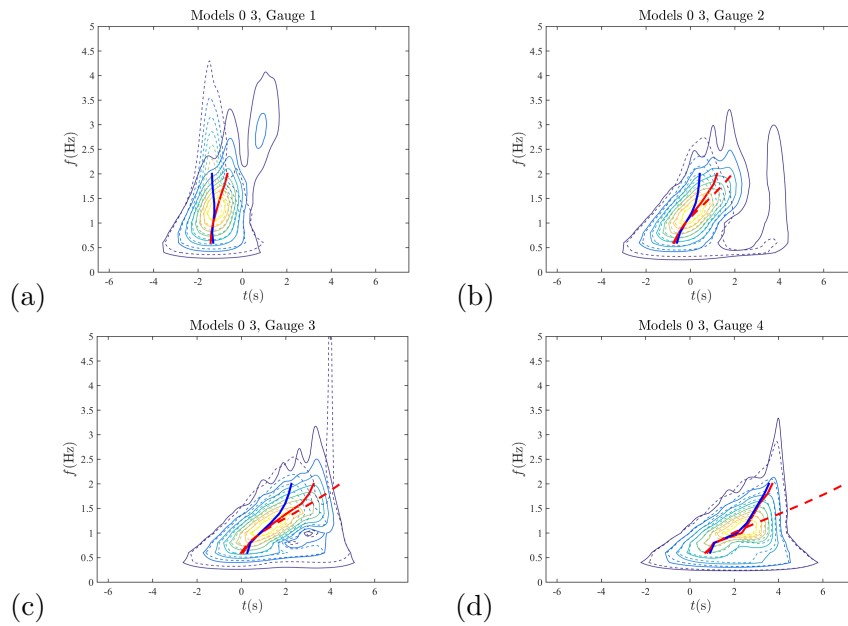 Models 0 3, Gauge 1
5
4.5
4
3.5
3
2.5
2
1.5
1
0.5
0
f (Hz)
-6 -4 -2 0 2 4 6
t(s)
(a)
Models 0 3, Gauge 2
5
4.5
4
3.5
3
2.5
2
1.5
1
0.5
0
f (Hz)
-6 -4 -2 0 2 4 6
t(s)
(b)
Models 0 3, Gauge 3
5
4.5
4
3.5
3
2.5
2
1.5
1
0.5
0
f (Hz)
-6 -4 -2 0 2 4 6
t(s)
(c)
Models 0 3, Gauge 4
5
4.5
4
3.5
3
2.5
2
1.5
1
0.5
0
f (Hz)
-6 -4 -2 0 2 4 6
t(s)
(d)